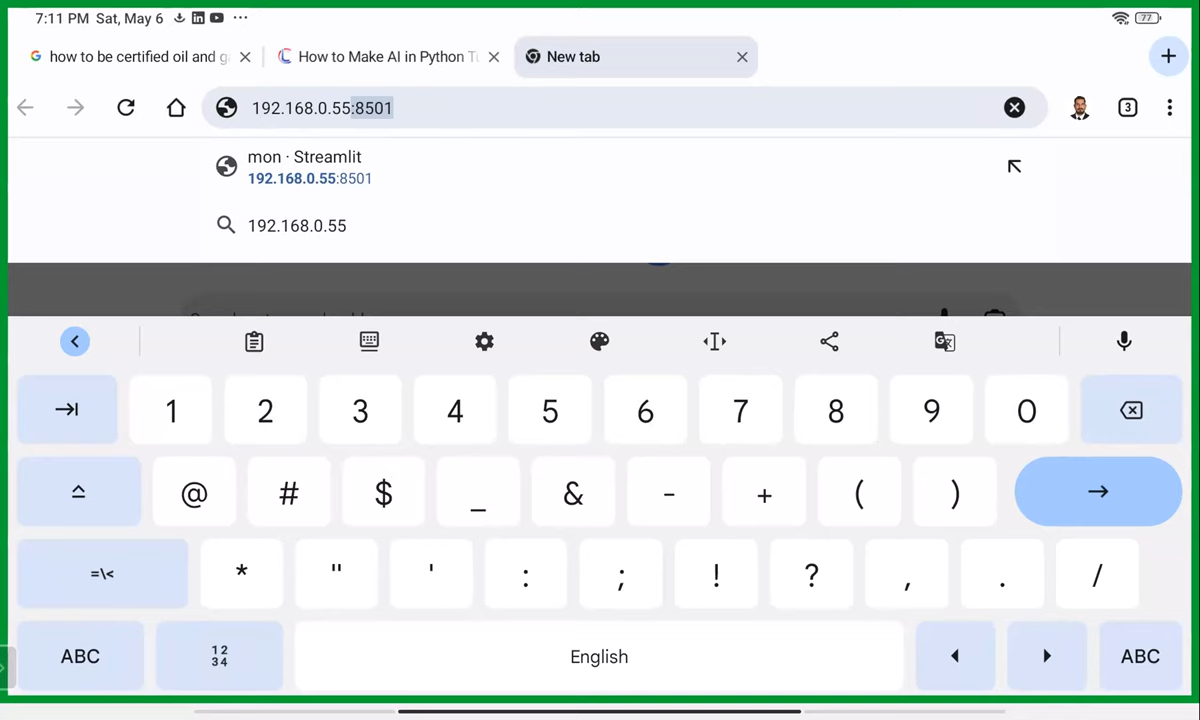 7:11 PM Sat, May 6 ... 77
how to be certified oil and g
How to Make AI in Python Tu
New tab
192.168.0.55:8501
3
mon · Streamlit
192.168.0.55:8501
192.168.0.55
1 2 3 4 5 6 7 8 9 0
@ # $ _ & - + ( )
=\< * " ' : ; ! ? , . /
ABC 12 34 English ABC